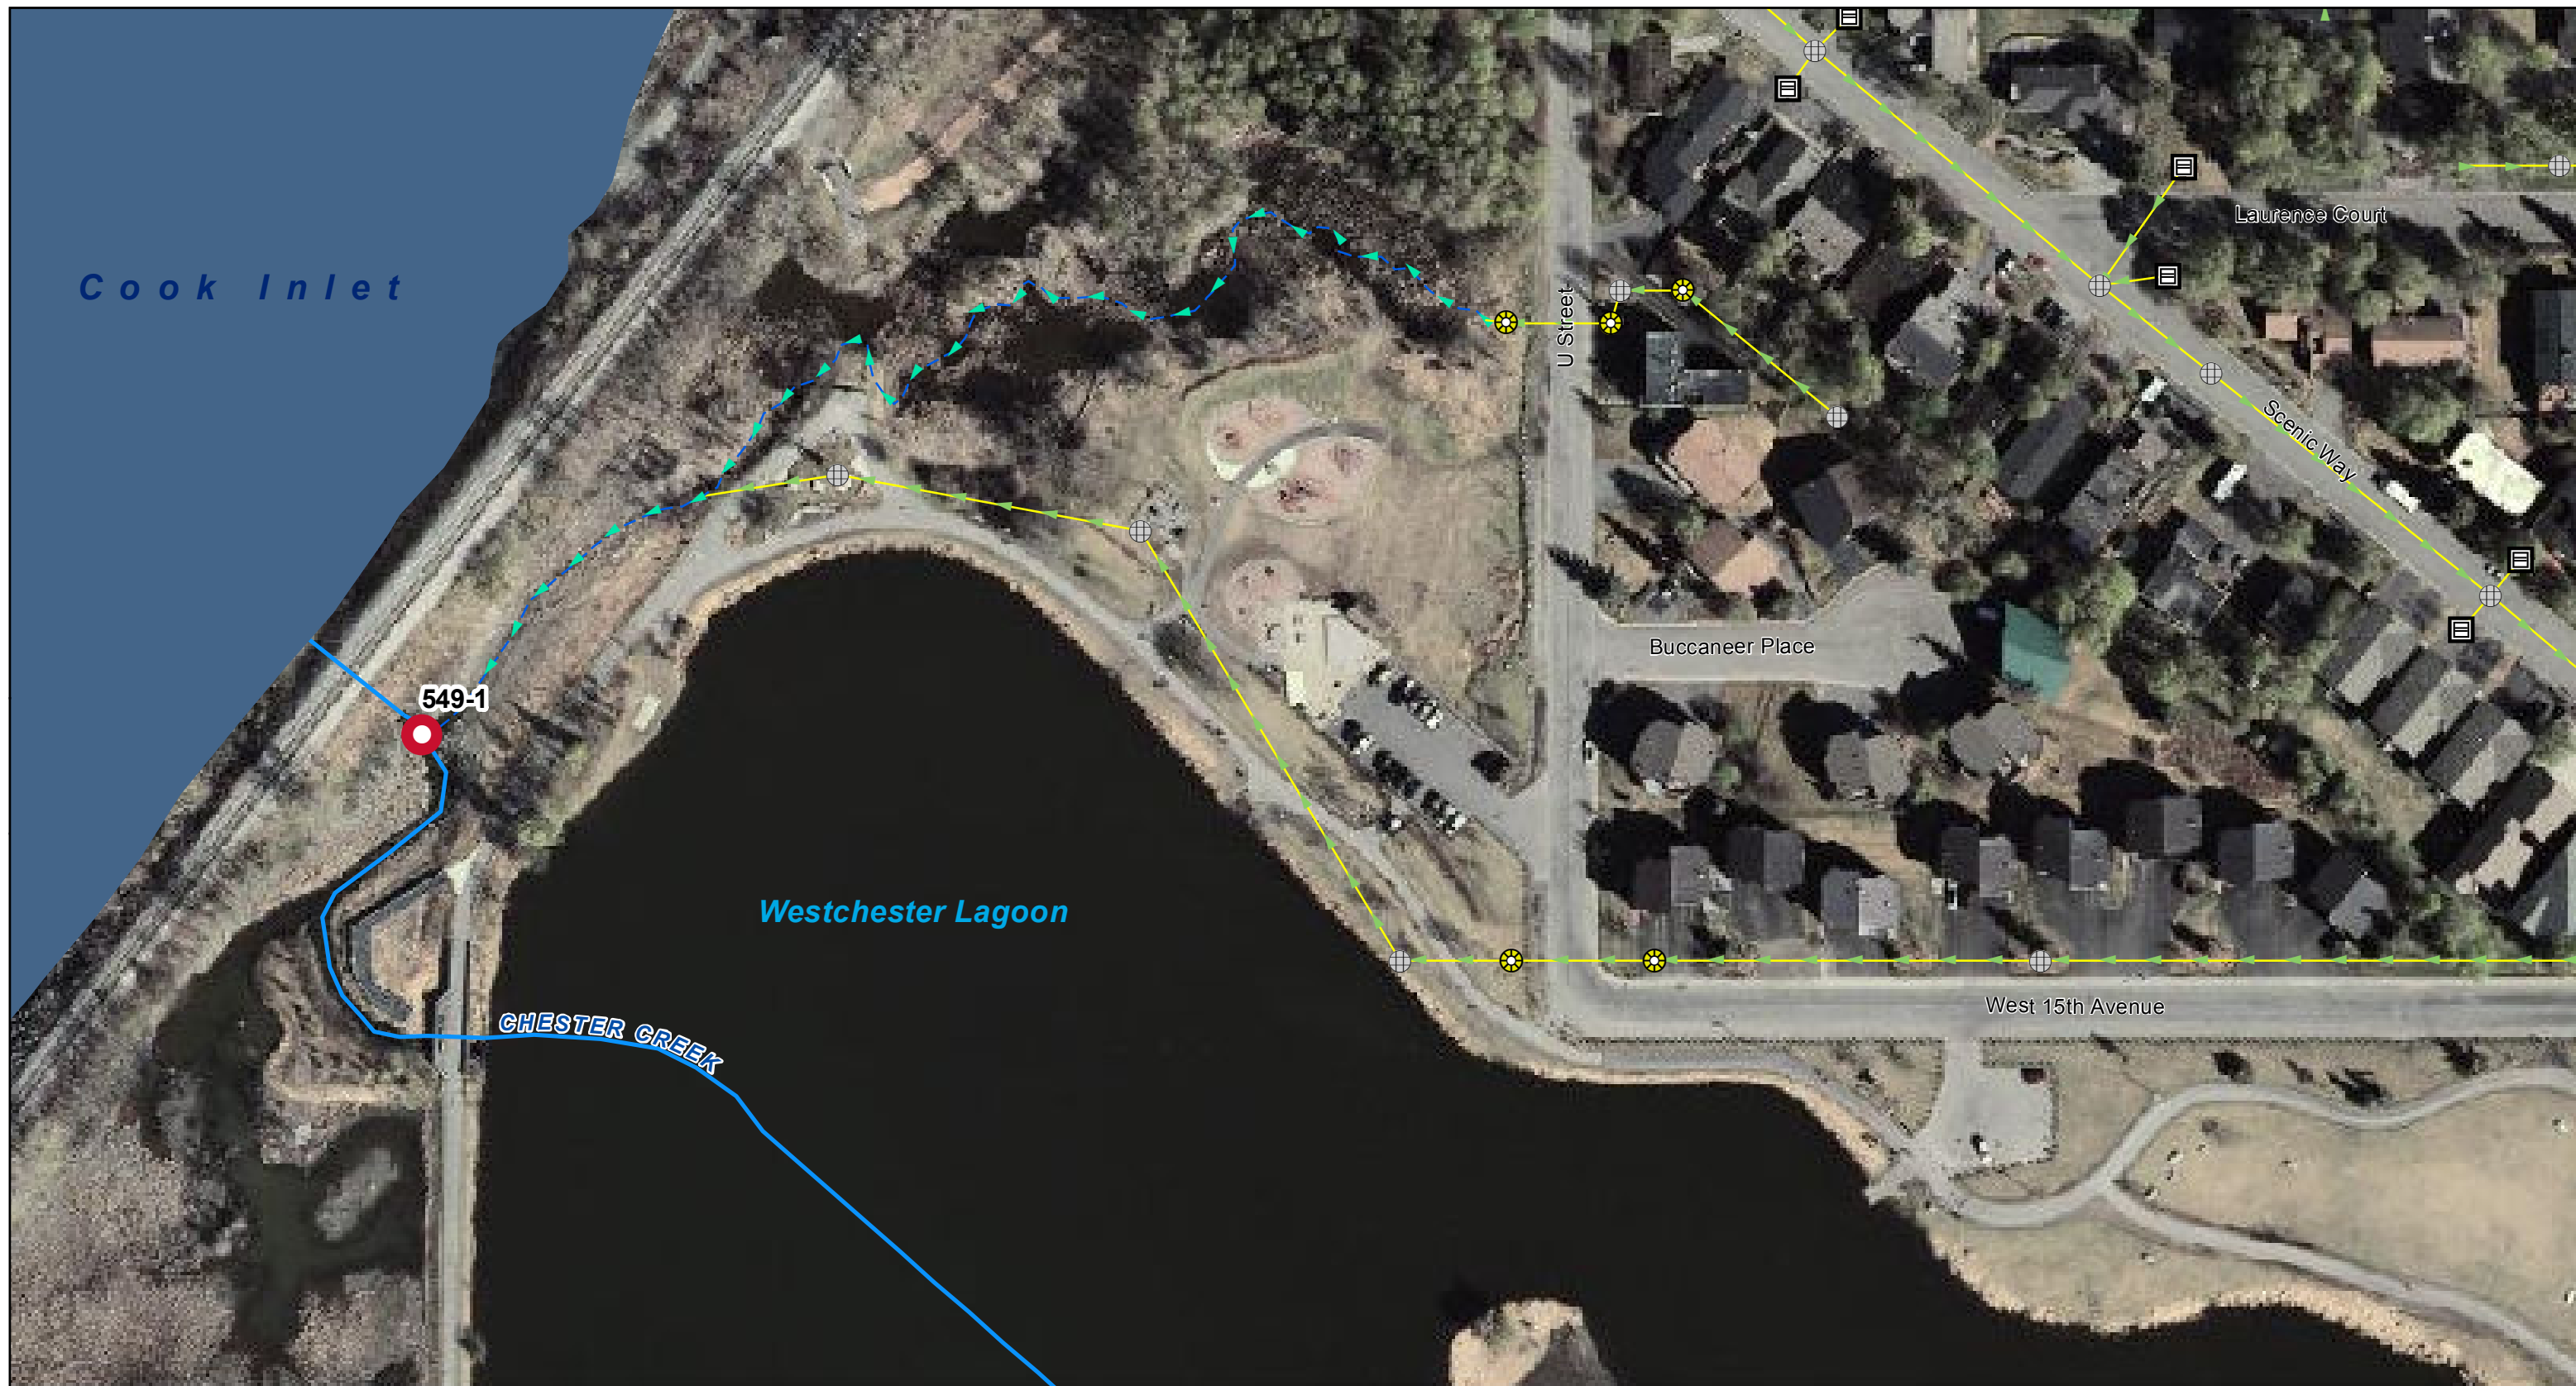 Laurence Court
Cook Inlet
U Street
Scenic Way
Buccaneer Place
549-1
Westchester Lagoon
West 15th Avenue
CHESTER CREEK